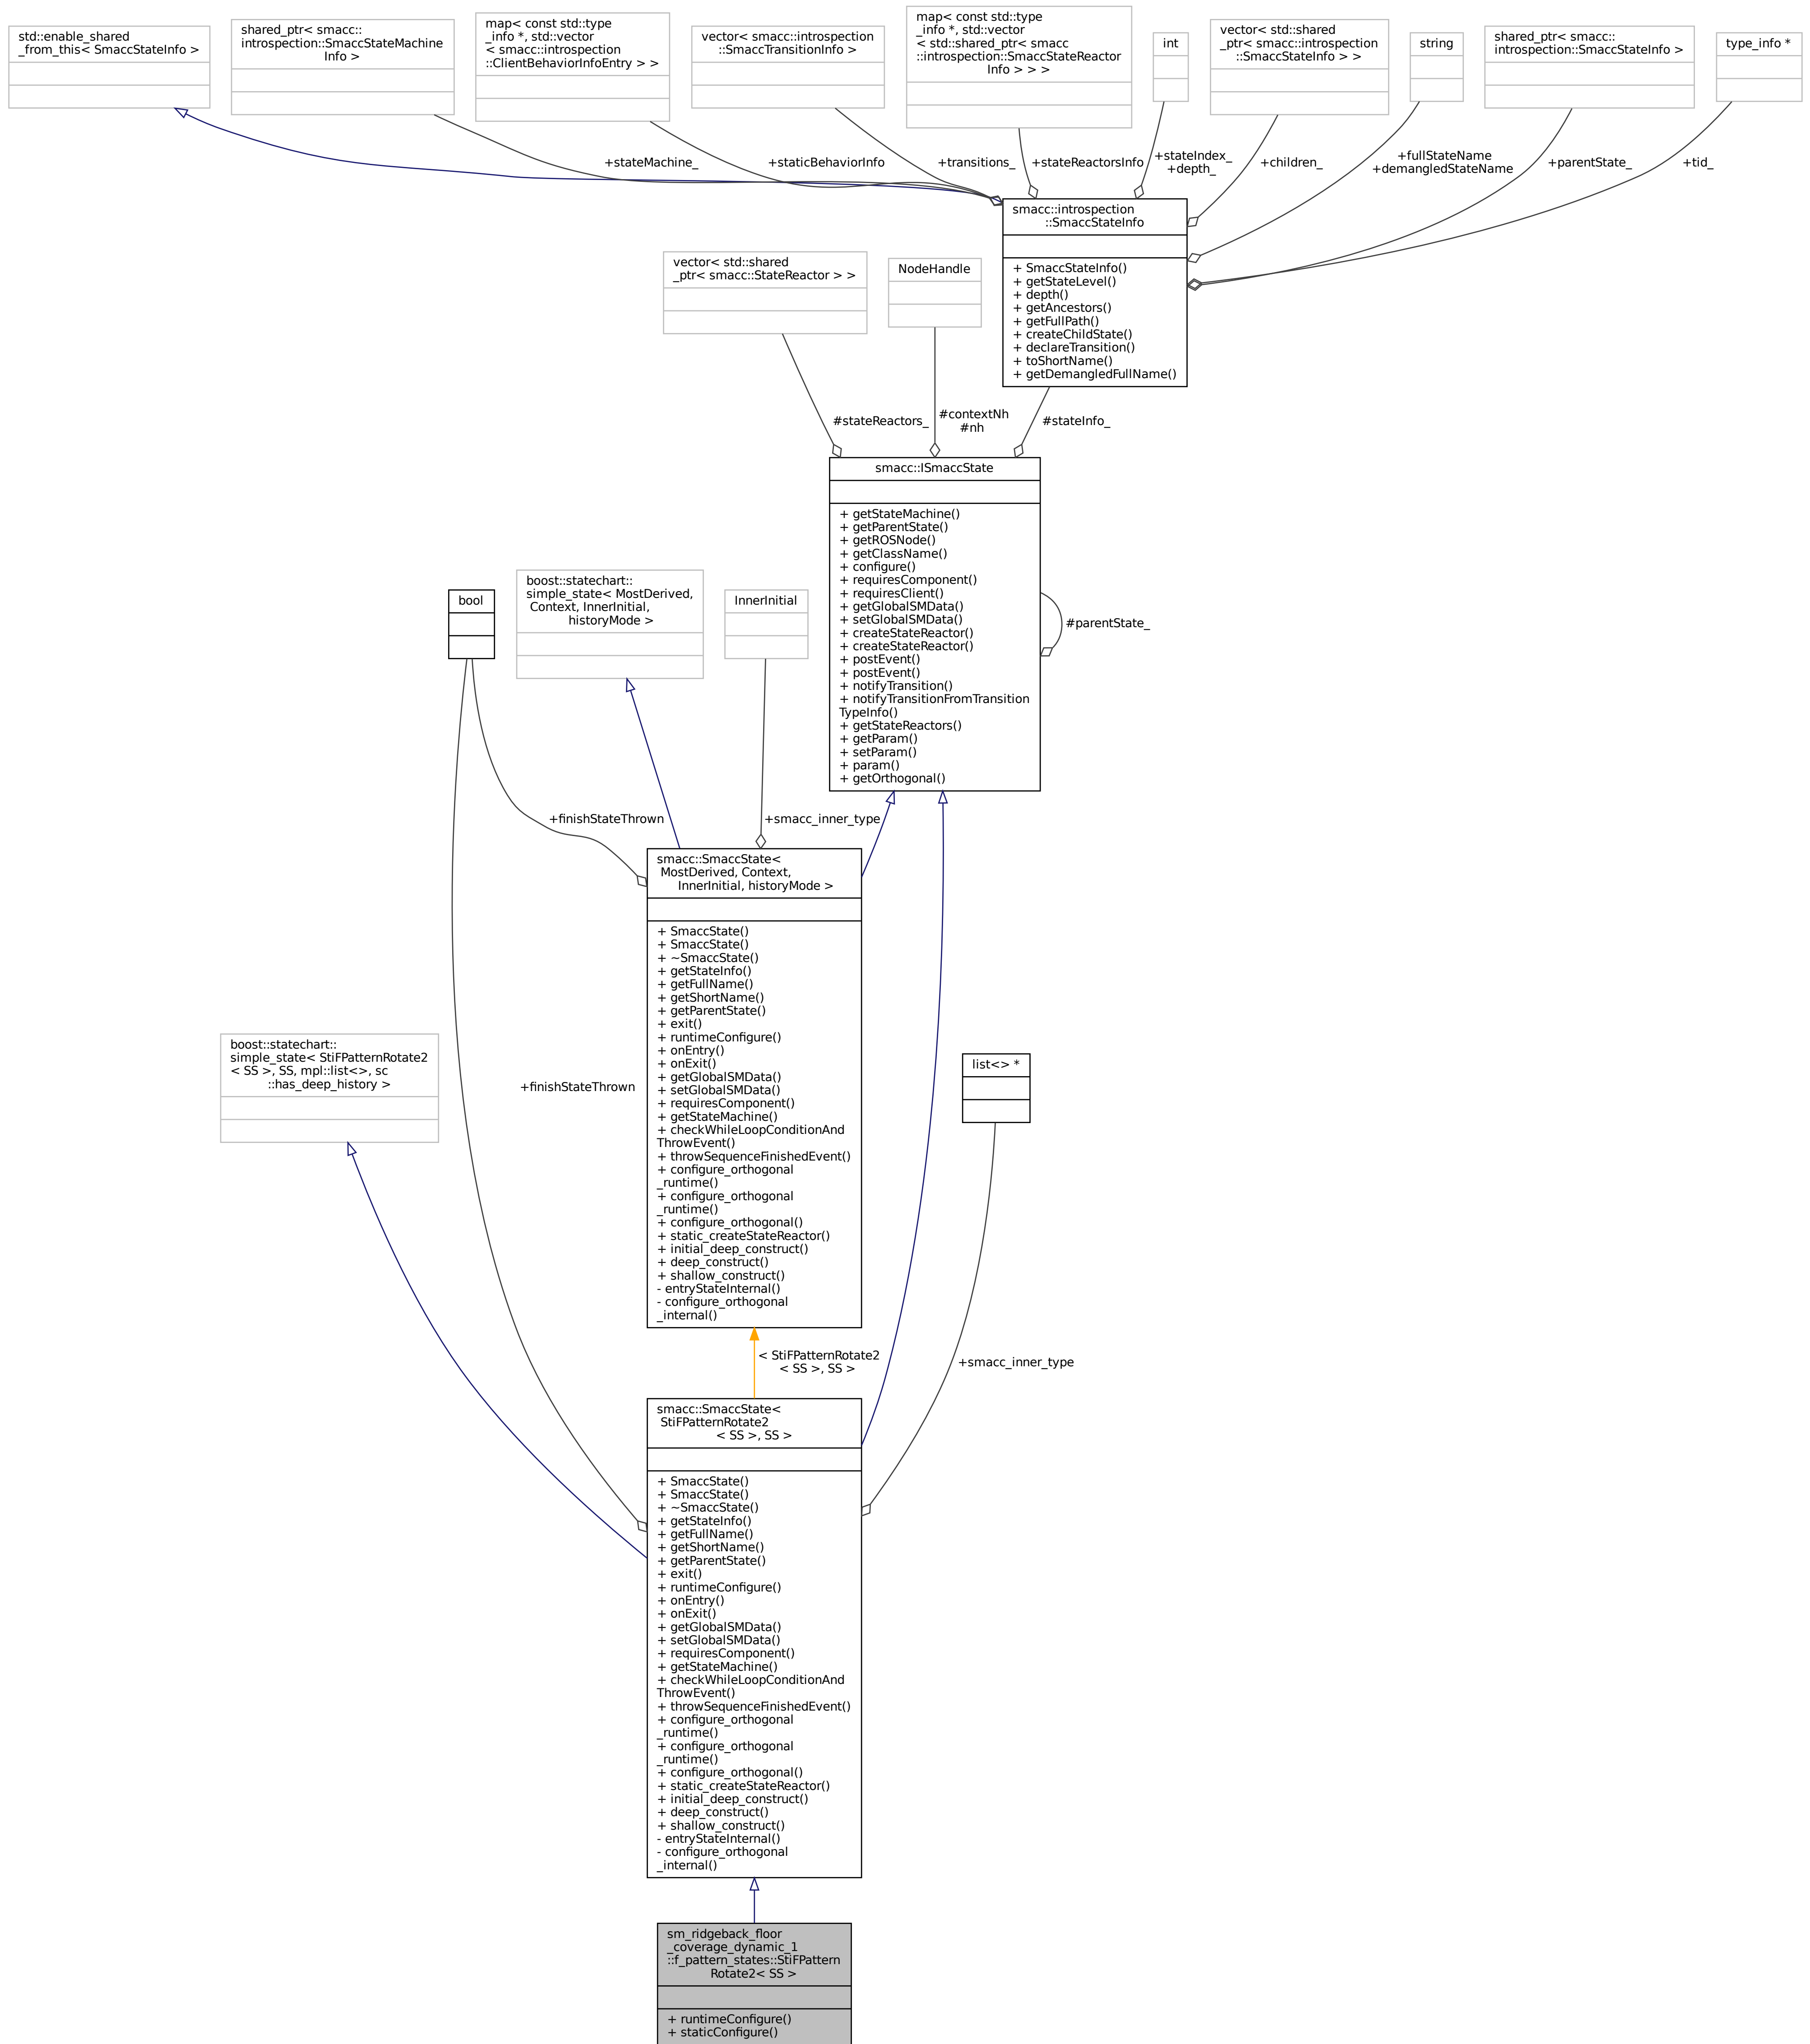 std::enable_shared
_from_this< SmaccStateInfo >
shared_ptr< smacc::
introspection::SmaccStateMachine
Info >
map< const std::type
_info *, std::vector
< smacc::introspection
::ClientBehaviorInfoEntry > >
vector< smacc::introspection
::SmaccTransitionInfo >
map< const std::type
_info *, std::vector
< std::shared_ptr< smacc
::introspection::SmaccStateReactor
Info > > >
int
vector< std::shared
_ptr< smacc::introspection
::SmaccStateInfo > >
string
shared_ptr< smacc::
introspection::SmaccStateInfo >
type_info *
+stateMachine_
+staticBehaviorInfo
+transitions_
+stateReactorsInfo
+stateIndex_
+depth_
+children_
+fullStateName
+demangledStateName
+parentState_
+tid_
smacc::introspection
::SmaccStateInfo
+ SmaccStateInfo()
+ getStateLevel()
+ depth()
+ getAncestors()
+ getFullPath()
+ createChildState()
+ declareTransition()
+ toShortName()
+ getDemangledFullName()
vector< std::shared
_ptr< smacc::StateReactor > >
NodeHandle
#stateReactors_
#contextNh
#nh
#stateInfo_
smacc::ISmaccState
+ getStateMachine()
+ getParentState()
+ getROSNode()
+ getClassName()
+ configure()
+ requiresComponent()
+ requiresClient()
+ getGlobalSMData()
+ setGlobalSMData()
+ createStateReactor()
+ createStateReactor()
+ postEvent()
+ postEvent()
+ notifyTransition()
+ notifyTransitionFromTransition
TypeInfo()
+ getStateReactors()
+ getParam()
+ setParam()
+ param()
+ getOrthogonal()
#parentState_
bool
boost::statechart::
simple_state< MostDerived,
Context, InnerInitial,
historyMode >
InnerInitial
+finishStateThrown
+smacc_inner_type
smacc::SmaccState<
MostDerived, Context,
InnerInitial, historyMode >
+ SmaccState()
+ SmaccState()
+ ~SmaccState()
+ getStateInfo()
+ getFullName()
+ getShortName()
+ getParentState()
+ exit()
+ runtimeConfigure()
+ onEntry()
+ onExit()
+ getGlobalSMData()
+ setGlobalSMData()
+ requiresComponent()
+ getStateMachine()
+ checkWhileLoopConditionAnd
ThrowEvent()
+ throwSequenceFinishedEvent()
+ configure_orthogonal
_runtime()
+ configure_orthogonal
_runtime()
+ configure_orthogonal()
+ static_createStateReactor()
+ initial_deep_construct()
+ deep_construct()
+ shallow_construct()
- entryStateInternal()
- configure_orthogonal
_internal()
boost::statechart::
simple_state< StiFPatternRotate2
< SS >, SS, mpl::list<>, sc
::has_deep_history >
+finishStateThrown
list<> *
< StiFPatternRotate2
< SS >, SS >
+smacc_inner_type
smacc::SmaccState<
StiFPatternRotate2
< SS >, SS >
+ SmaccState()
+ SmaccState()
+ ~SmaccState()
+ getStateInfo()
+ getFullName()
+ getShortName()
+ getParentState()
+ exit()
+ runtimeConfigure()
+ onEntry()
+ onExit()
+ getGlobalSMData()
+ setGlobalSMData()
+ requiresComponent()
+ getStateMachine()
+ checkWhileLoopConditionAnd
ThrowEvent()
+ throwSequenceFinishedEvent()
+ configure_orthogonal
_runtime()
+ configure_orthogonal
_runtime()
+ configure_orthogonal()
+ static_createStateReactor()
+ initial_deep_construct()
+ deep_construct()
+ shallow_construct()
- entryStateInternal()
- configure_orthogonal
_internal()
sm_ridgeback_floor
_coverage_dynamic_1
::f_pattern_states::StiFPattern
Rotate2< SS >
+ runtimeConfigure()
+ staticConfigure()